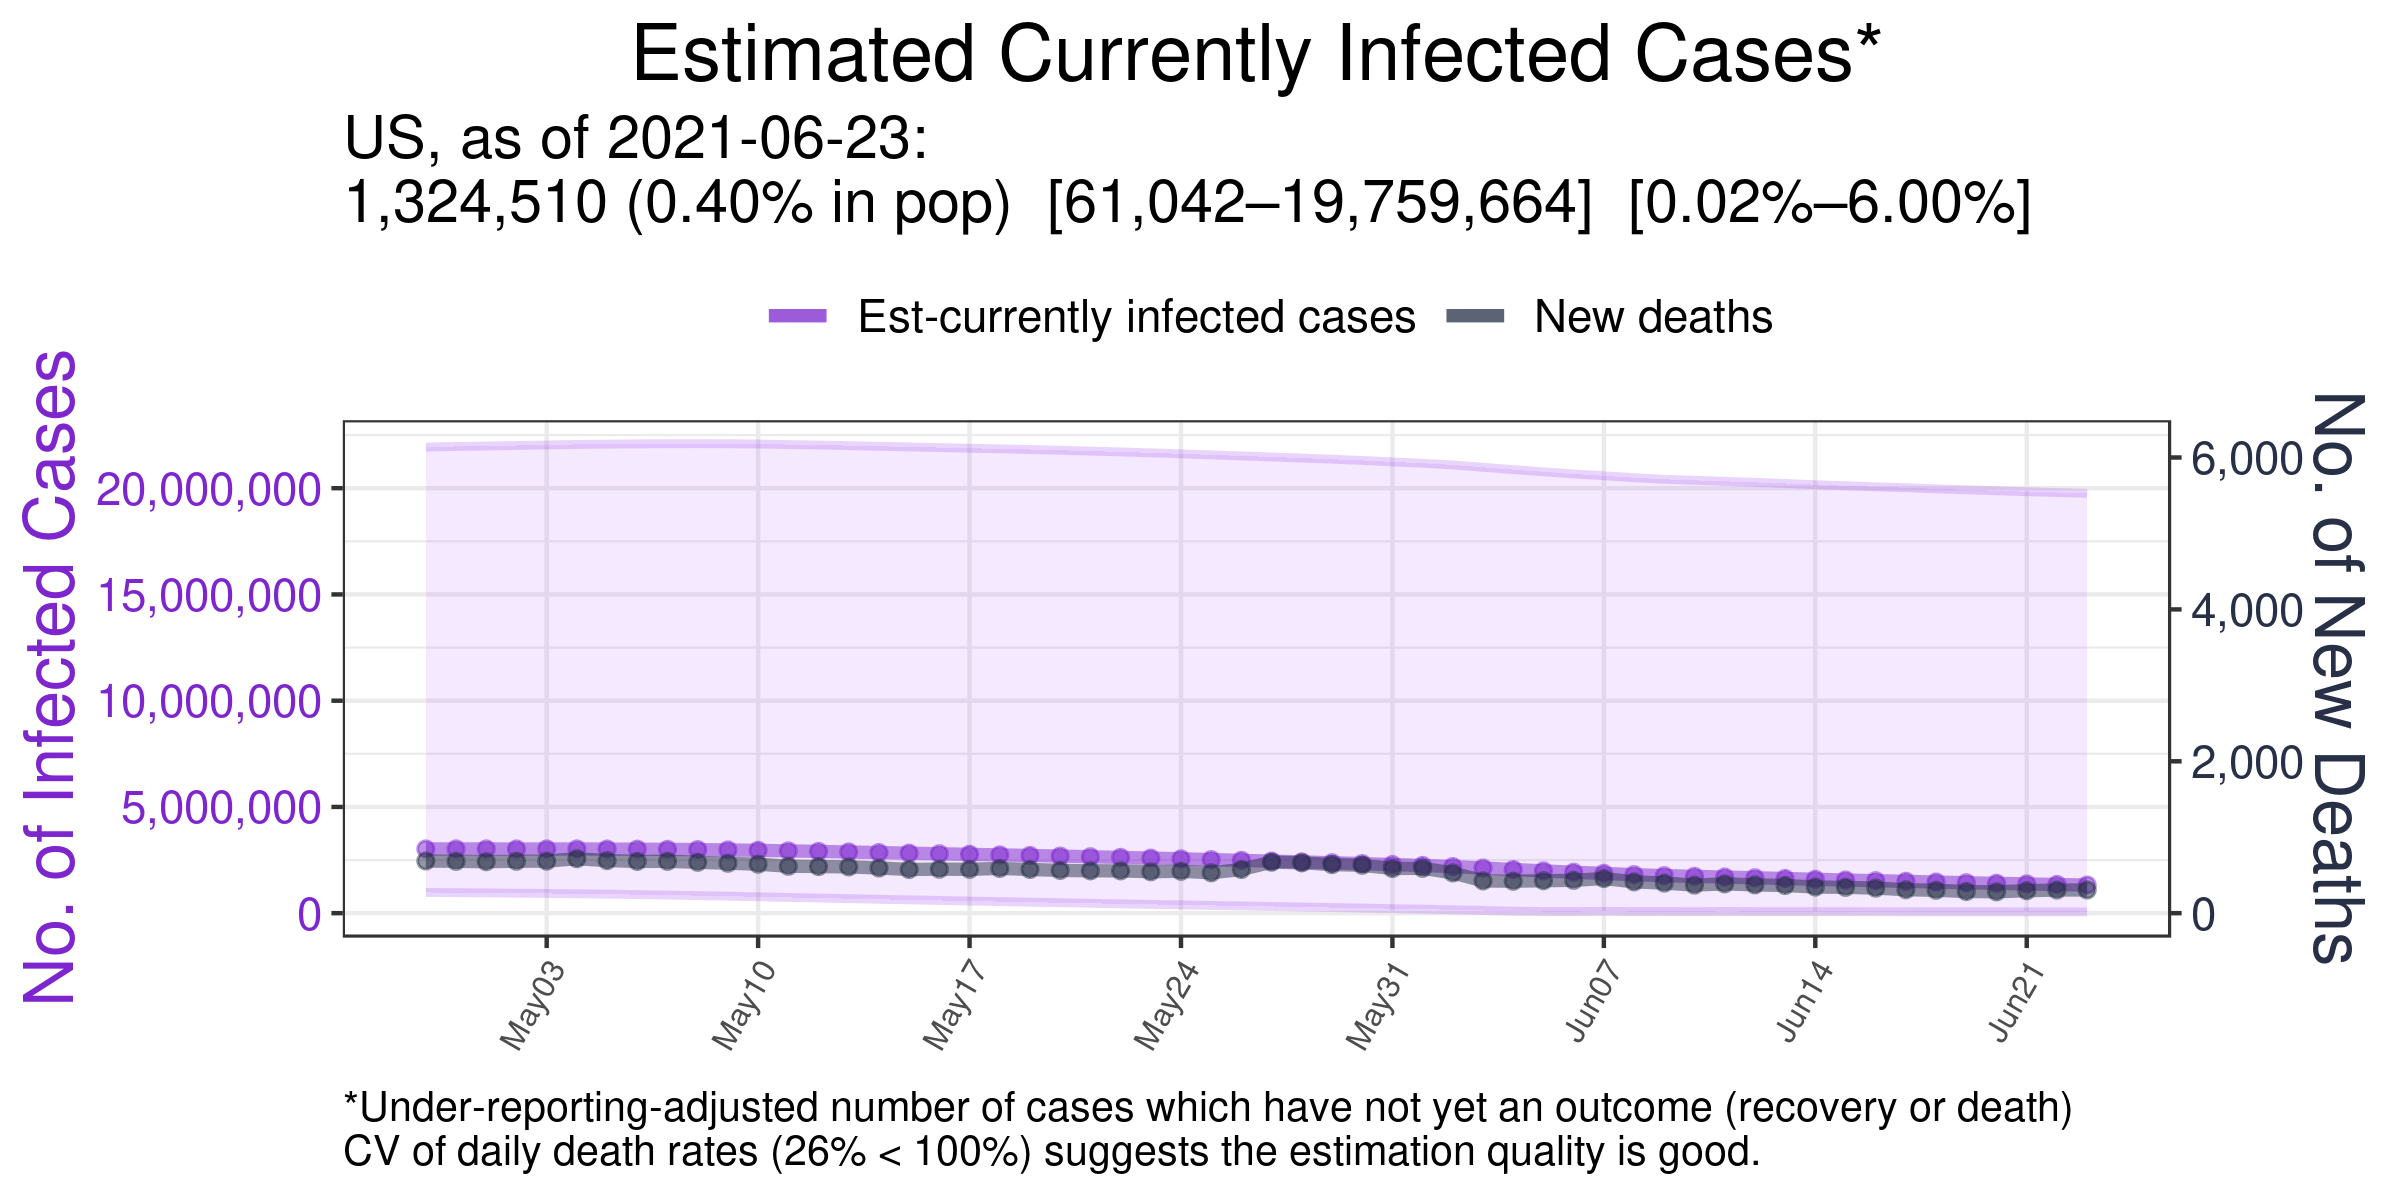 Estimated Currently Infected Cases*
US, as of 2021-06-23:
1,324,510 (0.40% in pop)  [61,042–19,759,664]  [0.02%–6.00%]
Est-currently infected cases
New deaths
No. of Infected Cases
20,000,000
15,000,000
10,000,000
5,000,000
0
6,000
4,000
2,000
0
No. of New Deaths
May03
May10
May17
May24
May31
Jun07
Jun14
Jun21
*Under-reporting-adjusted number of cases which have not yet an outcome (recovery or death)
CV of daily death rates (26% < 100%) suggests the estimation quality is good.